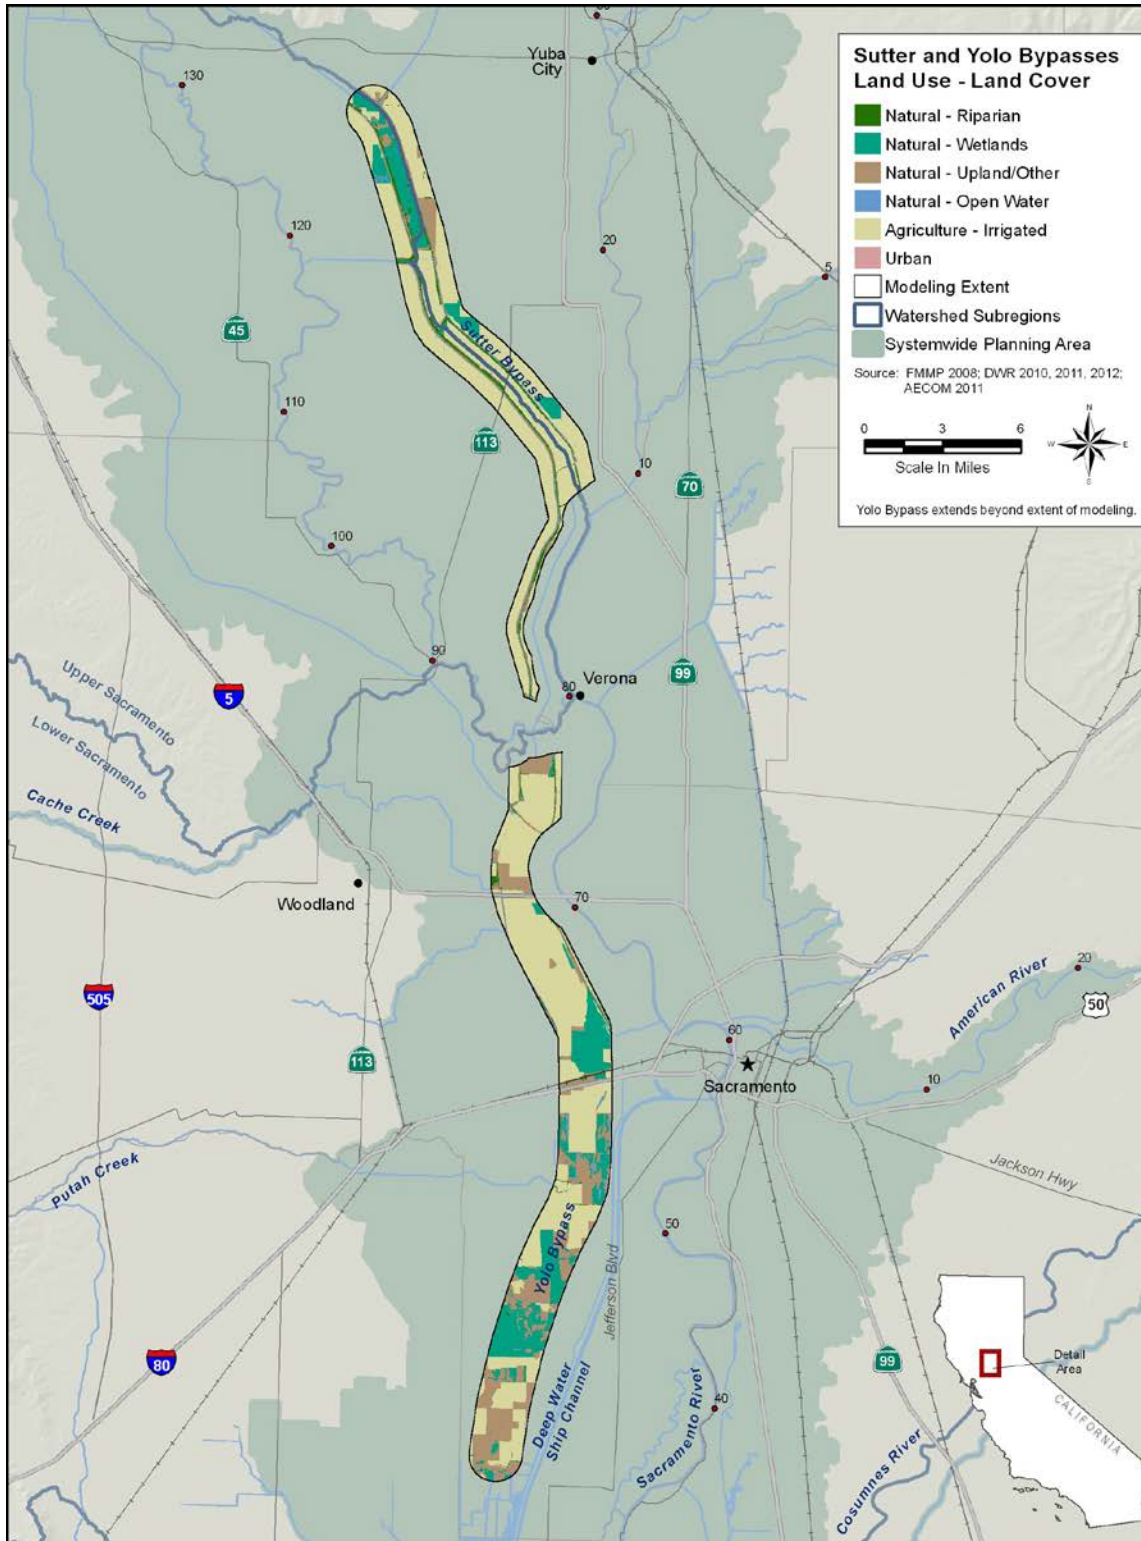 Sutter and Yolo Bypasses
Land Use - Land Cover
Natural - Riparian
Natural - Wetlands
Natural - Upland/Other
Natural - Open Water
Agriculture - Irrigated
Urban
Modeling Extent
Watershed Subregions
Systemwide Planning Area
Source: FMMP 2008; DWR 2010, 2011, 2012;
AECOM 2011
0 3 6
Scale In Miles
N
W E
S
Yolo Bypass extends beyond extent of modeling.
Yuba
City
130
120
20
5
45
Sutter Bypass
110
113
10
70
100
90
Verona
80
99
5
Upper Sacramento
Lower Sacramento
Cache Creek
Woodland
70
505
American River
20
50
60
113
Sacramento
10
Putah Creek
Jackson Hwy
50
Yolo Bypass
Jefferson Blvd
80
99
Deep Water
Ship Channel
Sacramento River
40
Cosumnes River
Detail
Area
CALIFORNIA